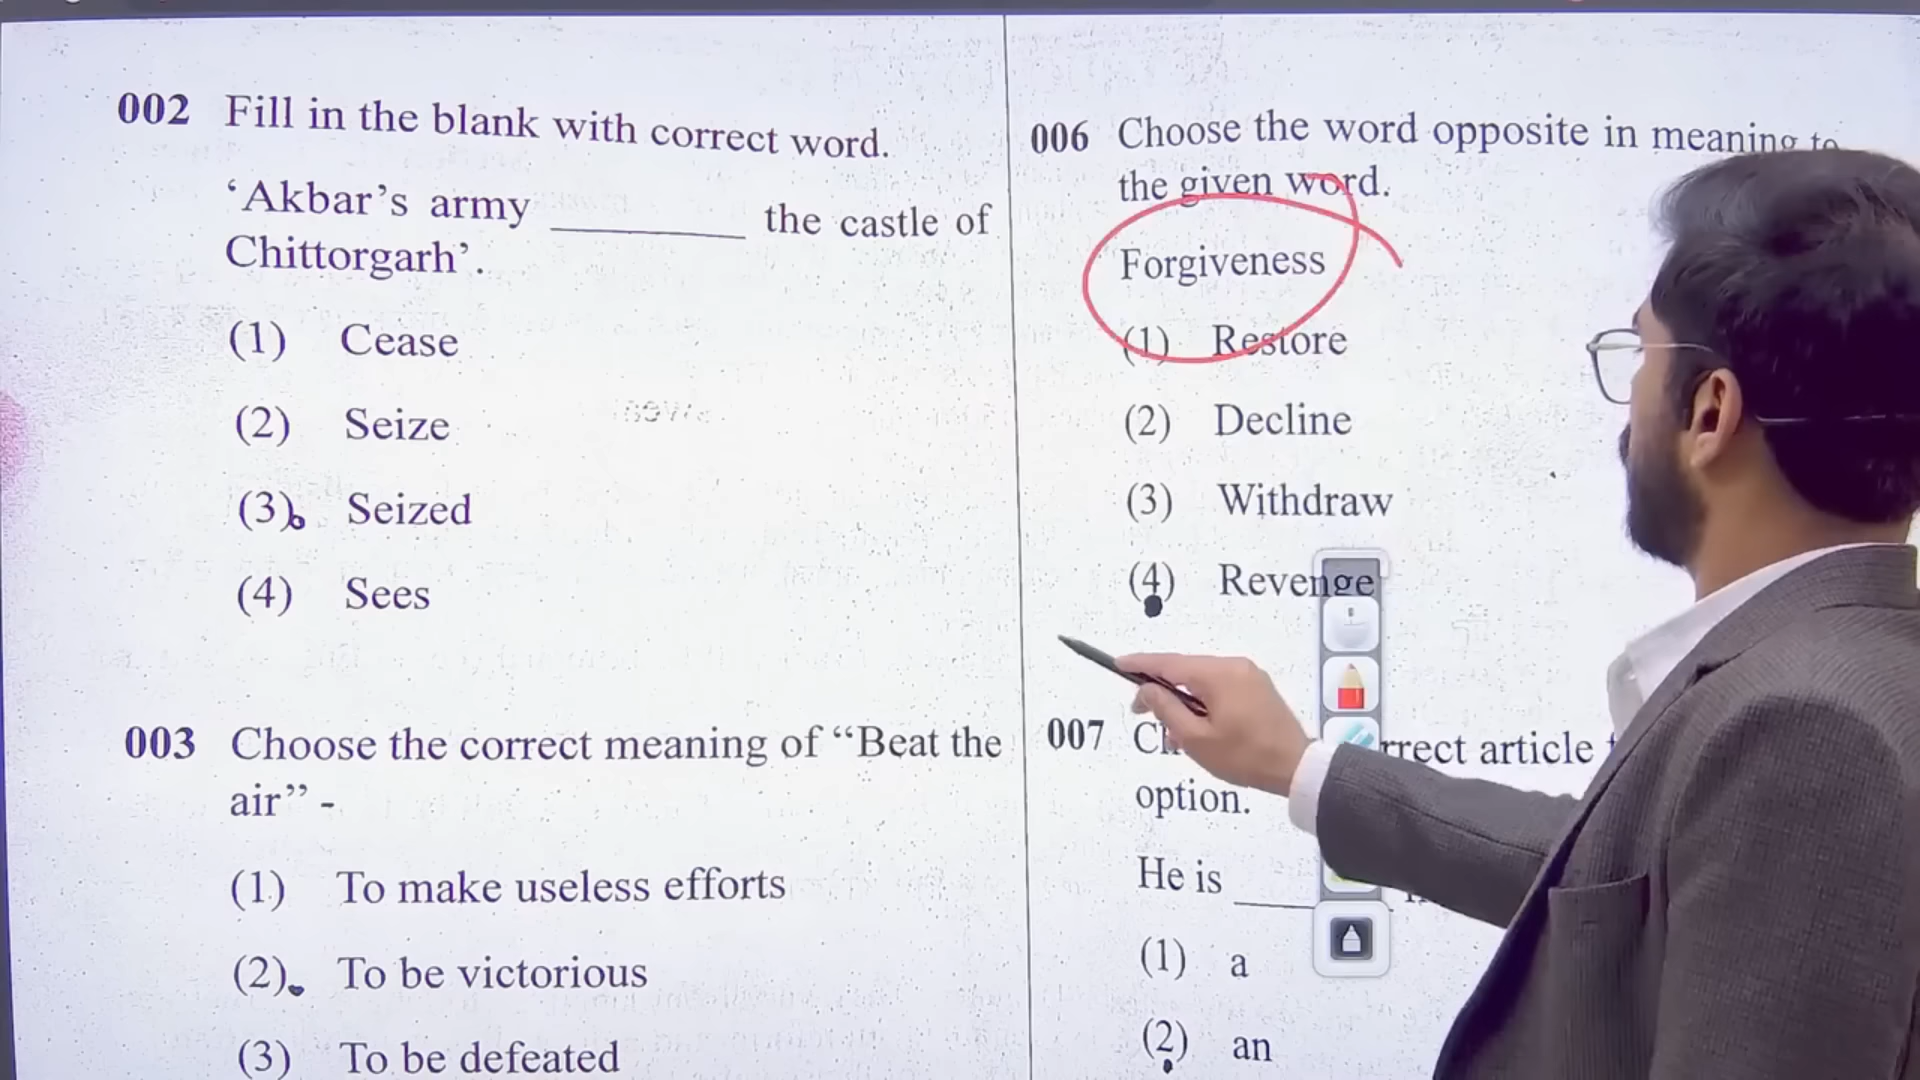 002 Fill in the blank with correct word.
‘Akbar’s army ________ the castle of
Chittorgarh’.
(1) Cease
(2) Seize
(3) Seized
(4) Sees
003 Choose the correct meaning of “Beat the
air” -
(1) To make useless efforts
(2) To be victorious
(3) To be defeated
006 Choose the word opposite in meaning to
the given word.
Forgiveness
(1) Restore
(2) Decline
(3) Withdraw
(4) Revenge
007 article
option.
He is ____
(1) a
(2) an